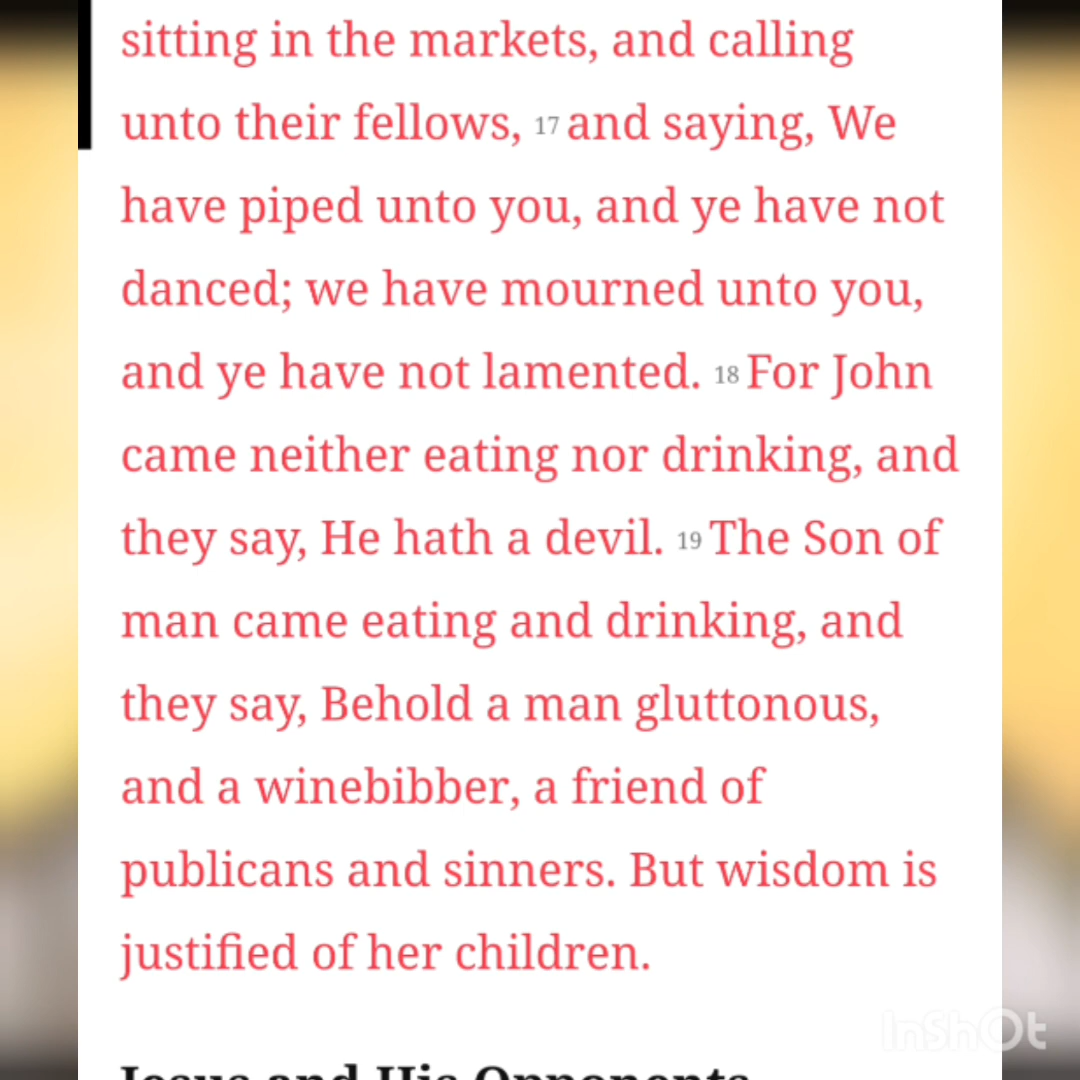 sitting in the markets, and calling
unto their fellows, 17 and saying, We
have piped unto you, and ye have not
danced; we have mourned unto you,
and ye have not lamented. 18 For John
came neither eating nor drinking, and
they say, He hath a devil. 19 The Son of
man came eating and drinking, and
they say, Behold a man gluttonous,
and a winebibber, a friend of
publicans and sinners. But wisdom is
justified of her children.
InShOt
Jesus and His Opponents